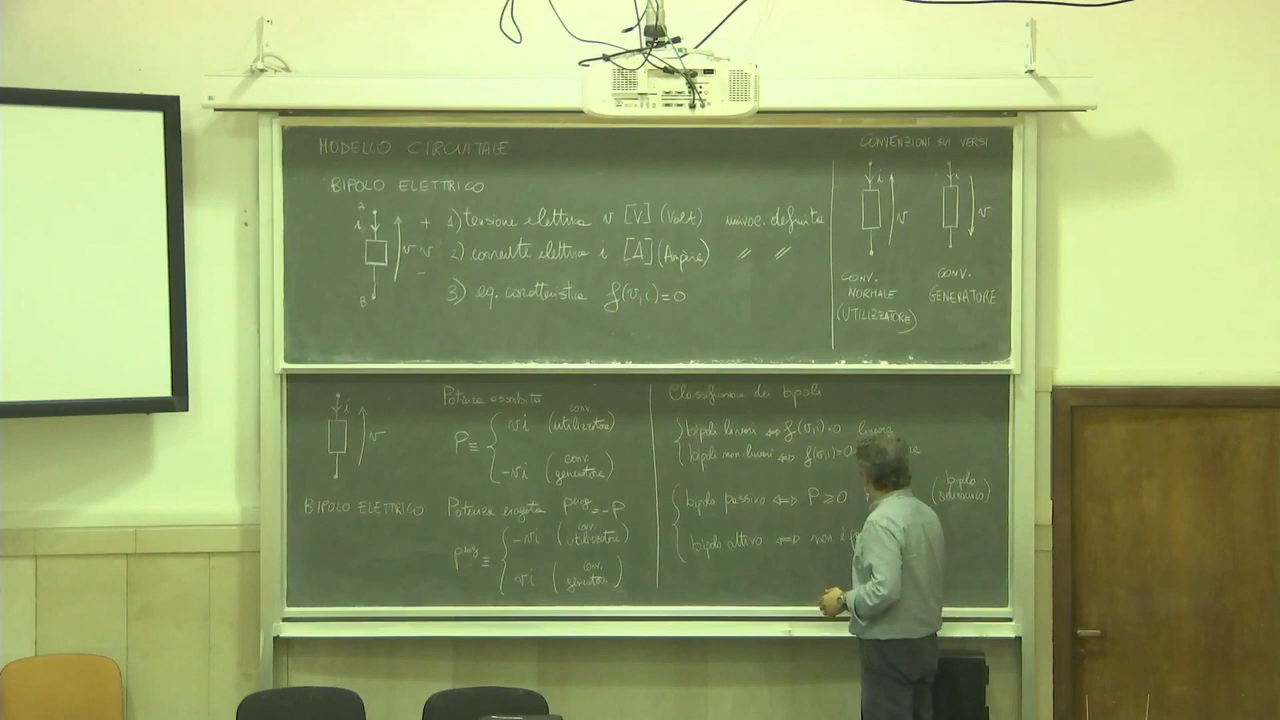 MODELLO CIRCUITALE
BIPOLO ELETTRICO
A
i
v
+
v
-
B
1) tensione elettrica v [V] (Volt) univoc. definita
2) corrente elettrica i [A] (Ampère) " "
3) eq. caratteristica f(v,i)=0
CONVENZIONI SUI VERSI
i
v
i
v
CONV.
NORMALE
(UTILIZZATORE)
CONV.
GENERATORE
i
v
BIPOLO ELETTRICO
Potenza assorbita
P ≡ { vi (conv. utilizzatore)
-vi (conv. generatore)
Potenza erogata P^erog = -P
P^erog ≡ { -vi (conv. utilizzatore)
vi (conv. generatore)
Classificazione dei bipoli
{ bipoli lineari ⇔ f(v,i)=0 lineare
bipoli non-lineari ⇔ f(v,i)=0
{ bipolo passivo ⇔ P ≥ 0
bipolo attivo ⇔ non è
(bipolo